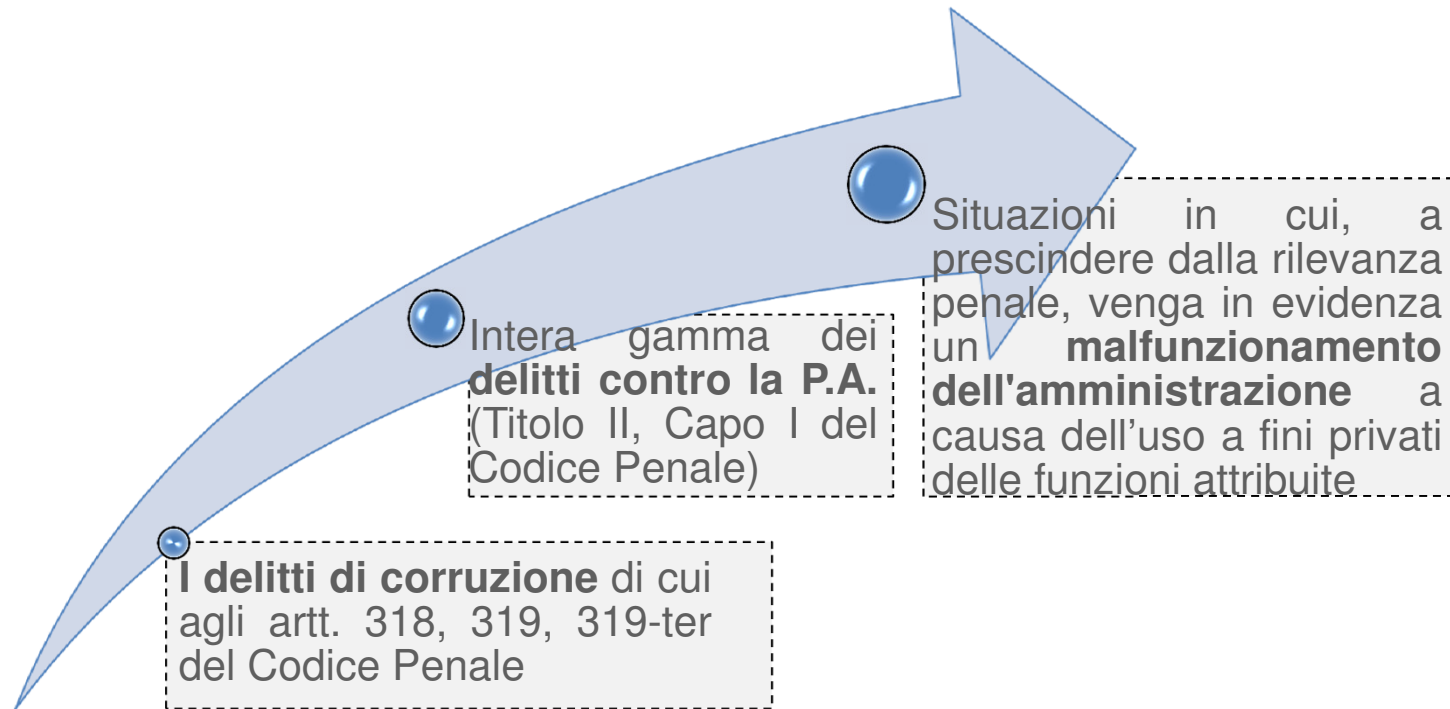 I delitti di corruzione di cui
agli artt. 318, 319, 319-ter
del Codice Penale
Intera gamma dei
delitti contro la P.A.
(Titolo II, Capo I del
Codice Penale)
Situazioni in cui, a
prescindere dalla rilevanza
penale, venga in evidenza
un malfunzionamento
dell'amministrazione a
causa dell’uso a fini privati
delle funzioni attribuite